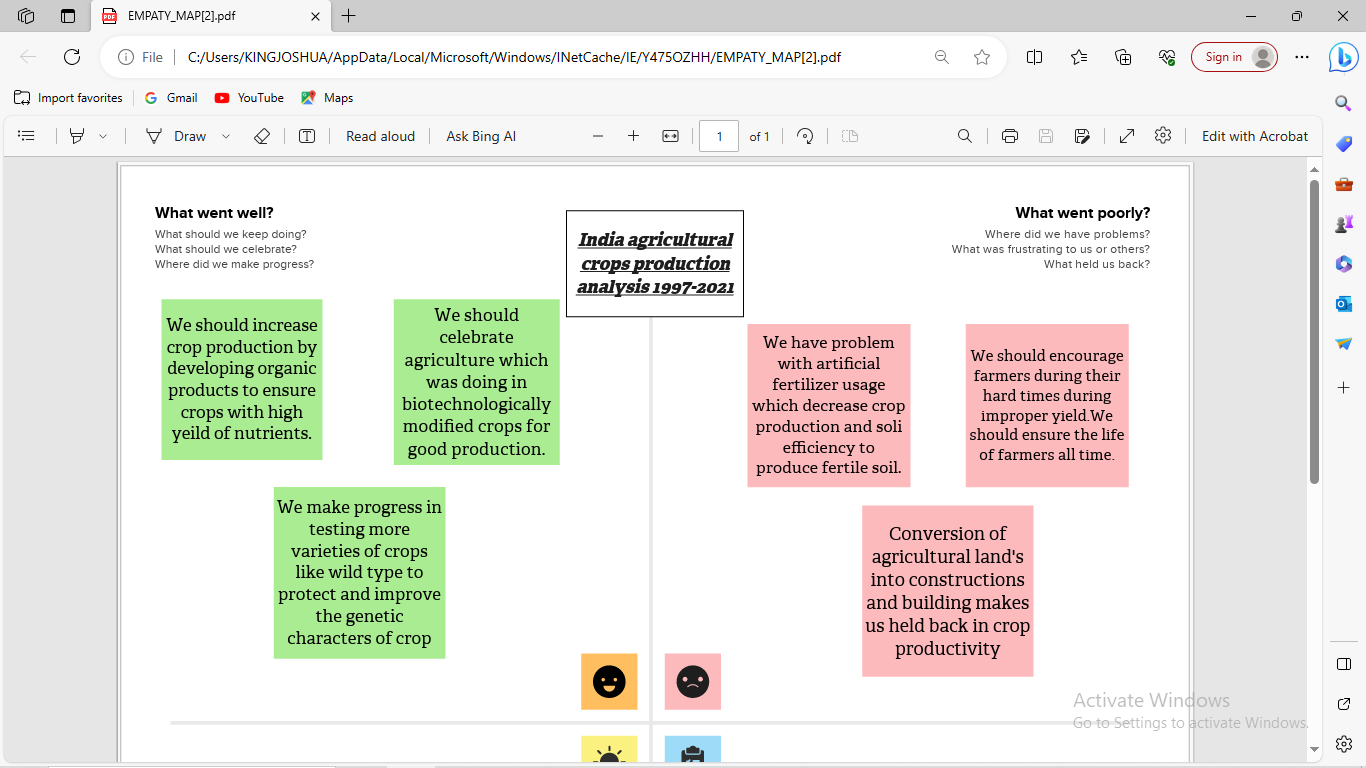 EMPATY_MAP[2].pdf
File
C:/Users/KINGJOSHUA/AppData/Local/Microsoft/Windows/INetCache/IE/Y475OZHH/EMPATY_MAP[2].pdf
Sign in
Import favorites
Gmail
YouTube
Maps
Draw
Read aloud
Ask Bing AI
1
of 1
Edit with Acrobat
What went well?
What should we keep doing?
What should we celebrate?
Where did we make progress?
India agricultural
crops production
analysis 1997-2021
What went poorly?
Where did we have problems?
What was frustrating to us or others?
What held us back?
We should increase
crop production by
developing organic
products to ensure
crops with high
yeild of nutrients.
We should
celebrate
agriculture which
was doing in
biotechnologically
modified crops for
good production.
We have problem
with artificial
fertilizer usage
which decrease crop
production and soli
efficiency to
produce fertile soil.
We should encourage
farmers during their
hard times during
improper yield.We
should ensure the life
of farmers all time.
We make progress in
testing more
varieties of crops
like wild type to
protect and improve
the genetic
characters of crop
Conversion of
agricultural land's
into constructions
and building makes
us held back in crop
productivity
Activate Windows
Go to Settings to activate Windows.